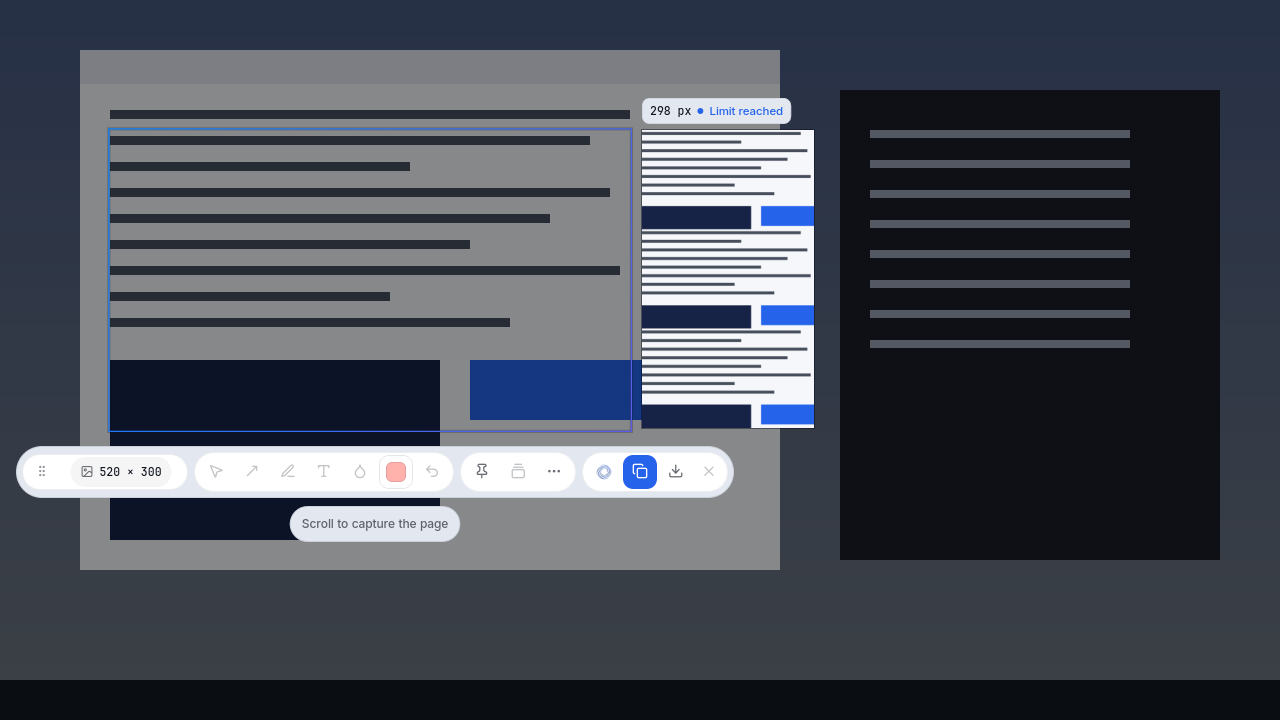 298 px • Limit reached
520 × 300
Scroll to capture the page